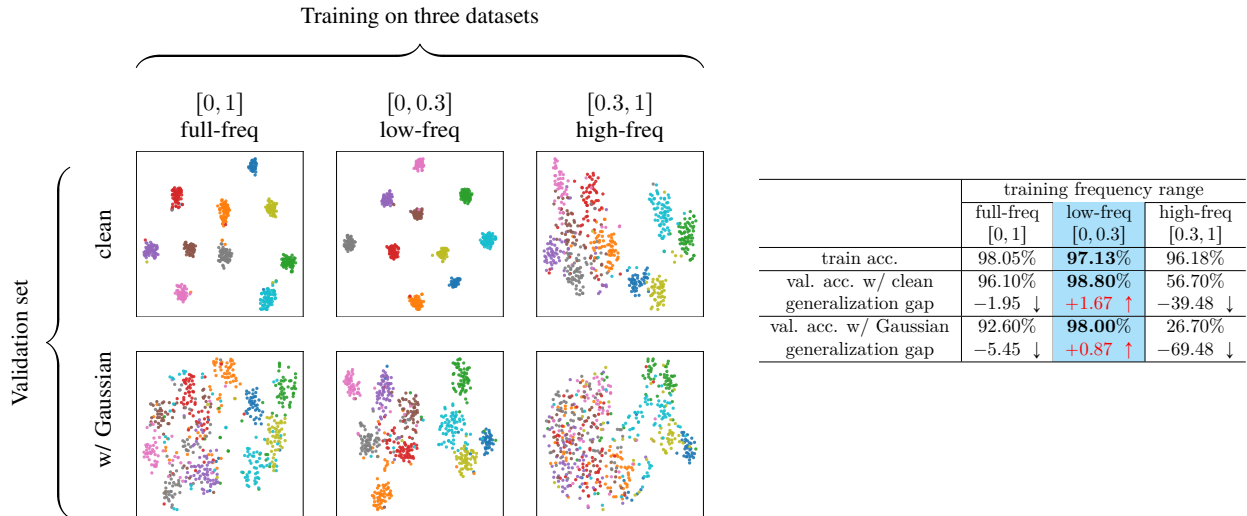 Training on three datasets
[0, 1] [0, 0.3] [0.3, 1]
full-freq low-freq high-freq
Validation set
clean
w/ Gaussian
training frequency range
full-freq low-freq high-freq
[0, 1] [0, 0.3] [0.3, 1]
train acc. 98.05% 97.13% 96.18%
val. acc. w/ clean 96.10% 98.80% 56.70%
generalization gap −1.95 ↓ +1.67 ↑ −39.48 ↓
val. acc. w/ Gaussian 92.60% 98.00% 26.70%
generalization gap −5.45 ↓ +0.87 ↑ −69.48 ↓